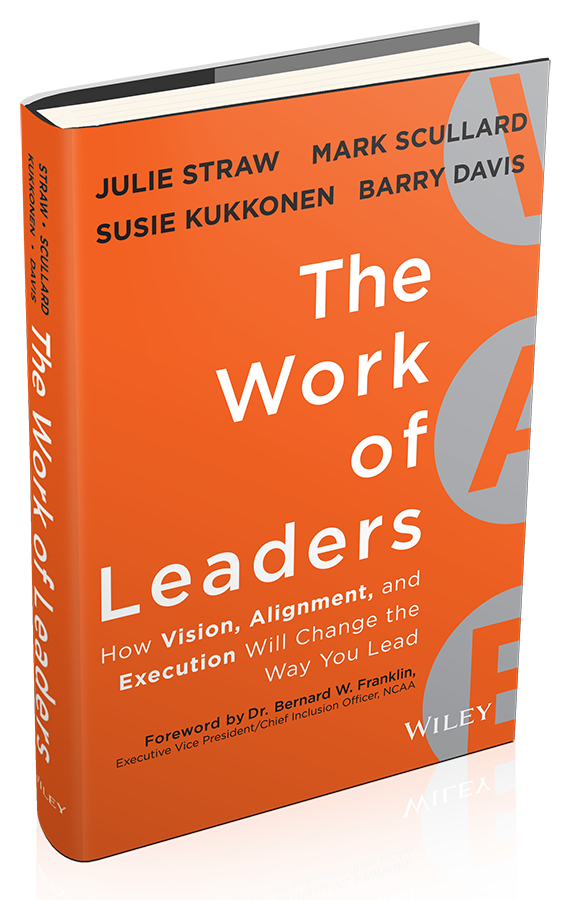 JULIE STRAW MARK SCULLARD
SUSIE KUKKONEN BARRY DAVIS
The
Work
of
Leaders
How Vision, Alignment, and
Execution Will Change the
Way You Lead
Foreword by Dr. Bernard W. Franklin,
Executive Vice President/Chief Inclusion Officer, NCAA
WILEY
V
A
E
STRAW • SCULLARD
KUKKONEN • DAVIS
The Work of Leaders
WILEY
WILEY